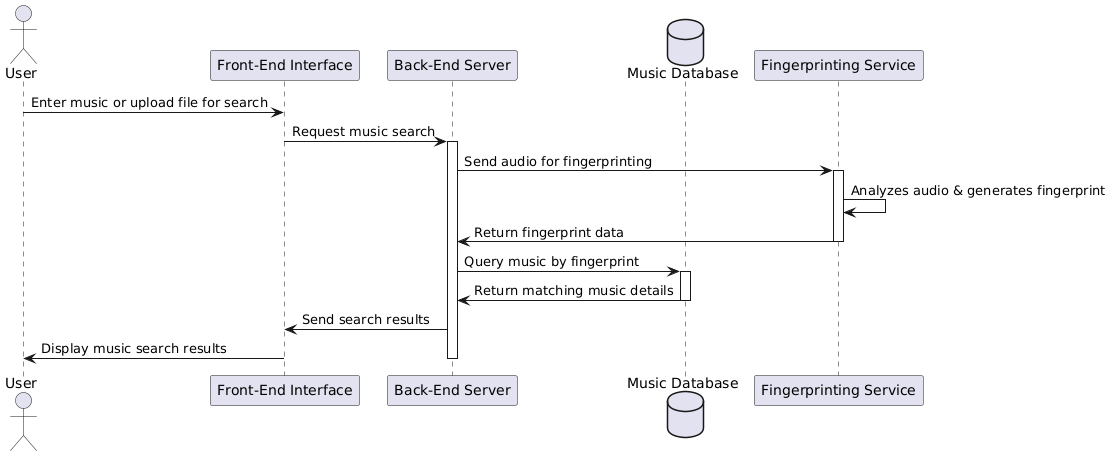 User
Front-End Interface
Back-End Server
Music Database
Fingerprinting Service
Enter music or upload file for search
Request music search
Send audio for fingerprinting
Analyzes audio & generates fingerprint
Return fingerprint data
Query music by fingerprint
Return matching music details
Send search results
Display music search results
User
Front-End Interface
Back-End Server
Music Database
Fingerprinting Service